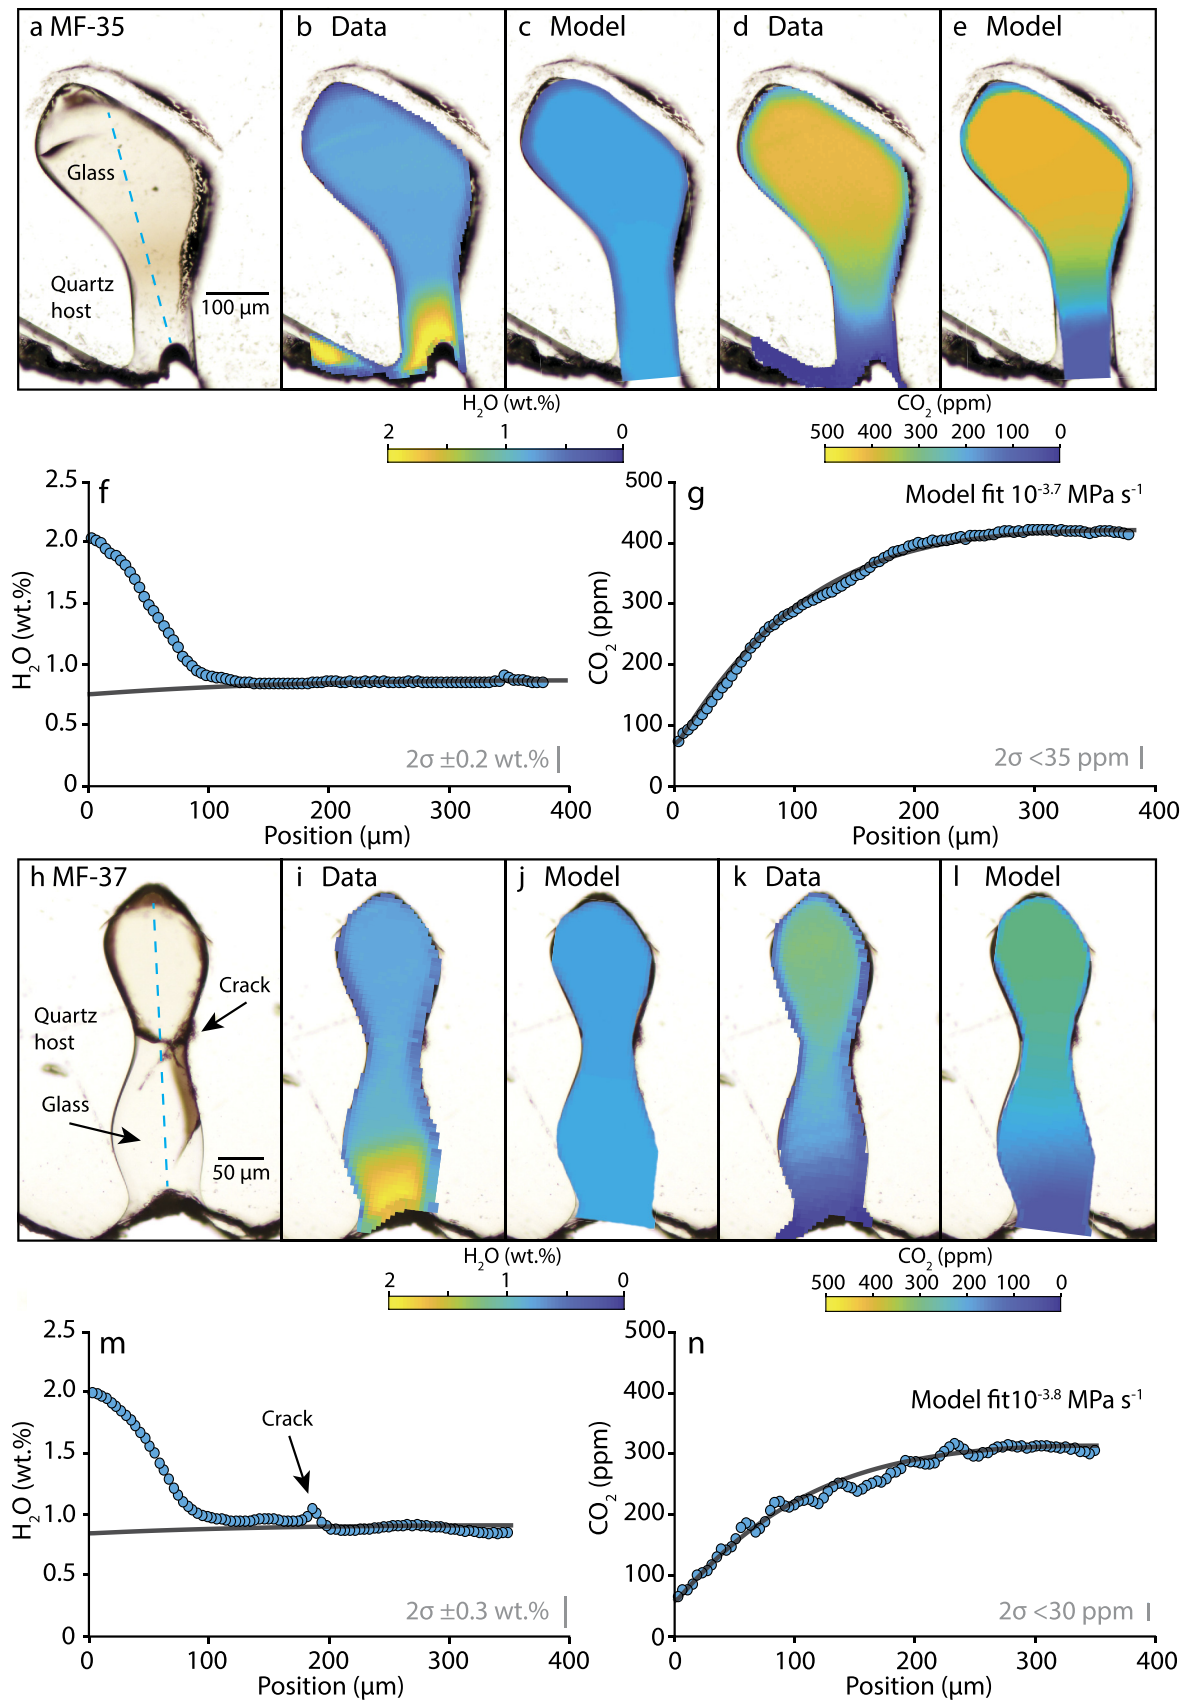 a MF-35
b Data
c Model
d Data
e Model
Glass
Quartz
host
100 µm
H₂O (wt.%)
2 1 0
CO₂ (ppm)
500 400 300 200 100 0
f
2.5
2.0
1.5
1.0
0.5
0
H₂O (wt.%)
2σ ±0.2 wt.%
0 100 200 300 400
Position (µm)
g
Model fit 10⁻³·⁷ MPa s⁻¹
500
400
300
200
100
0
CO₂ (ppm)
2σ <35 ppm
0 100 200 300 400
Position (µm)
h MF-37
i Data
j Model
k Data
l Model
Crack
Quartz
host
Glass
50 µm
H₂O (wt.%)
2 1 0
CO₂ (ppm)
500 400 300 200 100 0
m
2.5
2.0
1.5
1.0
0.5
0
H₂O (wt.%)
Crack
2σ ±0.3 wt.%
0 100 200 300 400
Position (µm)
n
Model fit10⁻³·⁸ MPa s⁻¹
500
400
300
200
100
0
CO₂ (ppm)
2σ <30 ppm
0 100 200 300 400
Position (µm)